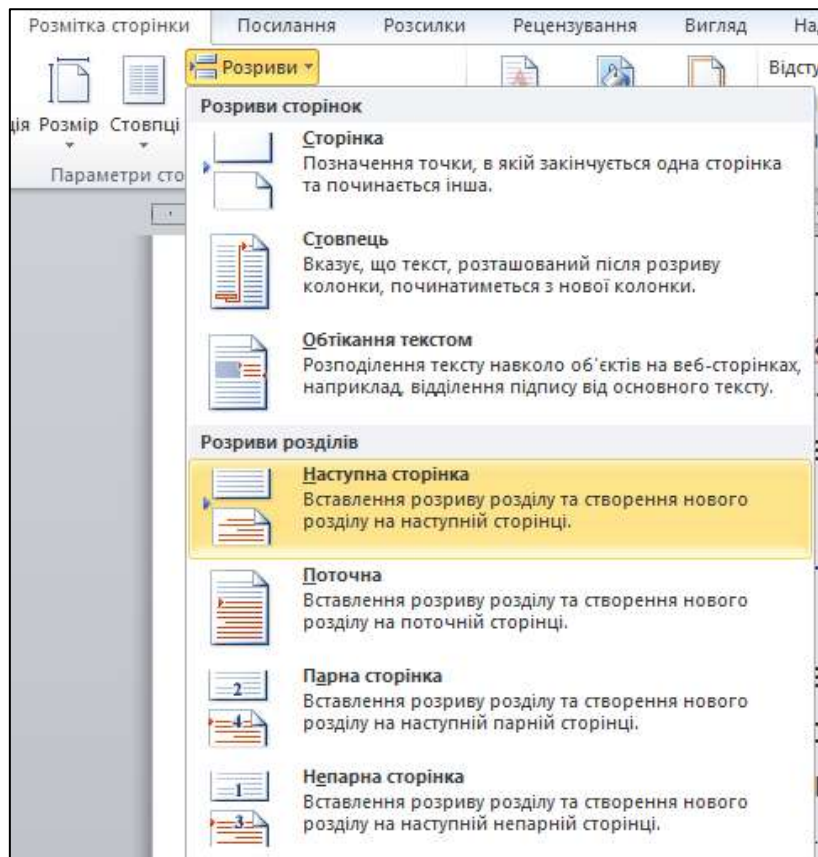 Розмітка сторінки Посилання Розсилки Рецензування Вигляд
Розриви
Розмір Стовпці
Параметри
Розриви сторінок
Сторінка
Позначення точки, в якій закінчується одна сторінка
та починається інша.
Стовпець
Вказує, що текст, розташований після розриву
колонки, починатиметься з нової колонки.
Обтікання текстом
Розподілення тексту навколо об'єктів на веб-сторінках,
наприклад, відділення підпису від основного тексту.
Розриви розділів
Наступна сторінка
Вставлення розриву розділу та створення нового
розділу на наступній сторінці.
Поточна
Вставлення розриву розділу та створення нового
розділу на поточній сторінці.
2
4
Парна сторінка
Вставлення розриву розділу та створення нового
розділу на наступній парній сторінці.
1
3
Непарна сторінка
Вставлення розриву розділу та створення нового
розділу на наступній непарній сторінці.